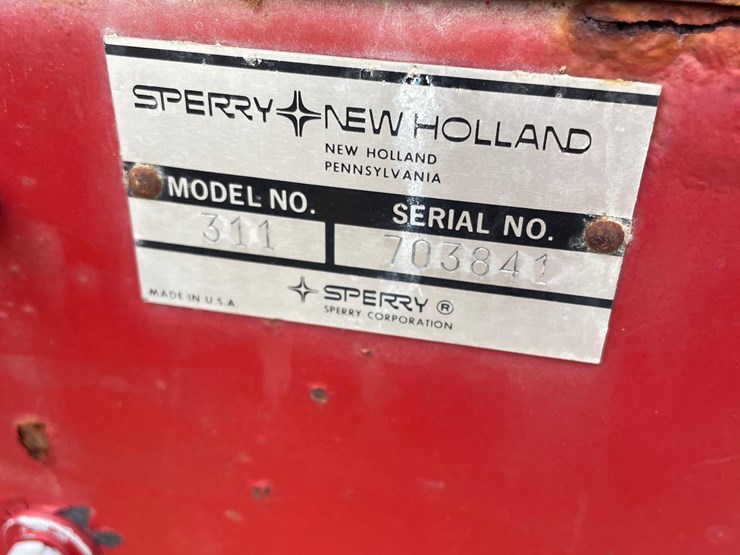 SPERRY NEW HOLLAND
NEW HOLLAND
PENNSYLVANIA
MODEL NO. SERIAL NO.
311 703841
MADE IN U.S.A
SPERRY ®
SPERRY CORPORATION